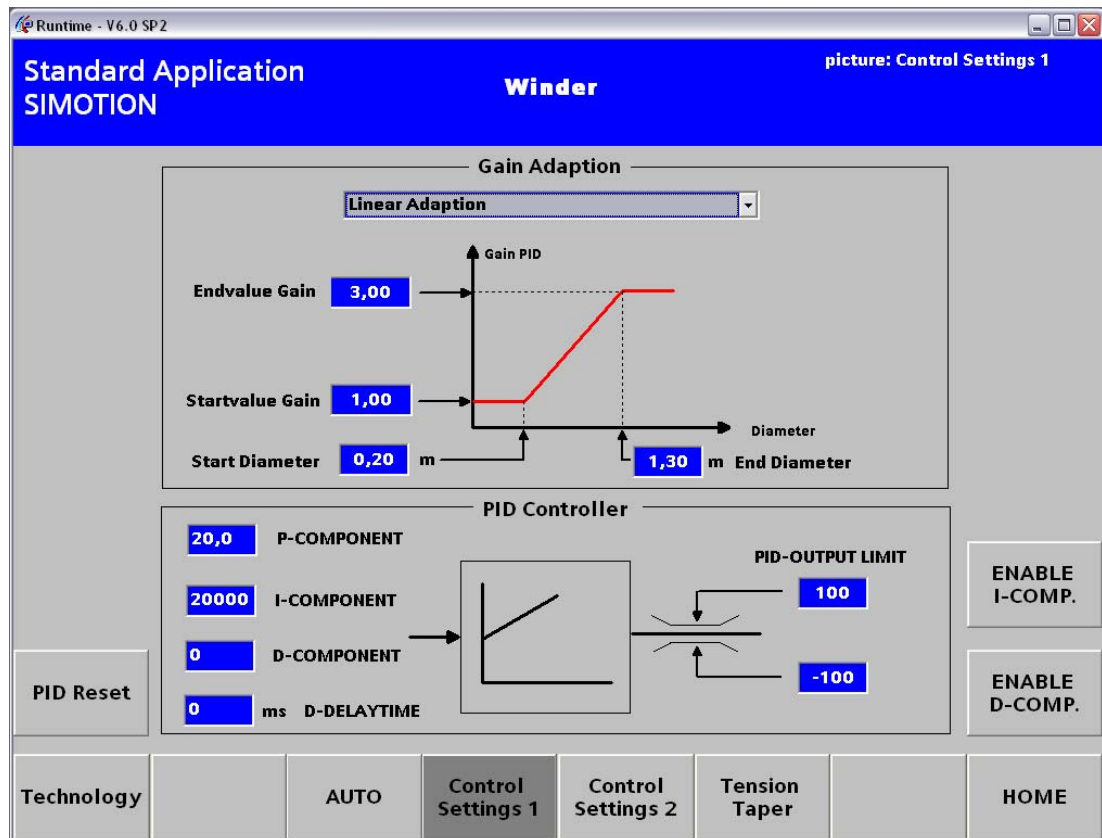 Runtime - V6.0 SP2
Standard Application
SIMOTION
Winder
picture: Control Settings 1
Gain Adaption
Linear Adaption
Gain PID
Endvalue Gain 3,00
Startvalue Gain 1,00
Diameter
Start Diameter 0,20 m
1,30 m End Diameter
PID Controller
20,0 P-COMPONENT
20000 I-COMPONENT
0 D-COMPONENT
0 ms D-DELAYTIME
PID-OUTPUT LIMIT
100
-100
ENABLE
I-COMP.
PID Reset
ENABLE
D-COMP.
Technology
AUTO
Control
Settings 1
Control
Settings 2
Tension
Taper
HOME